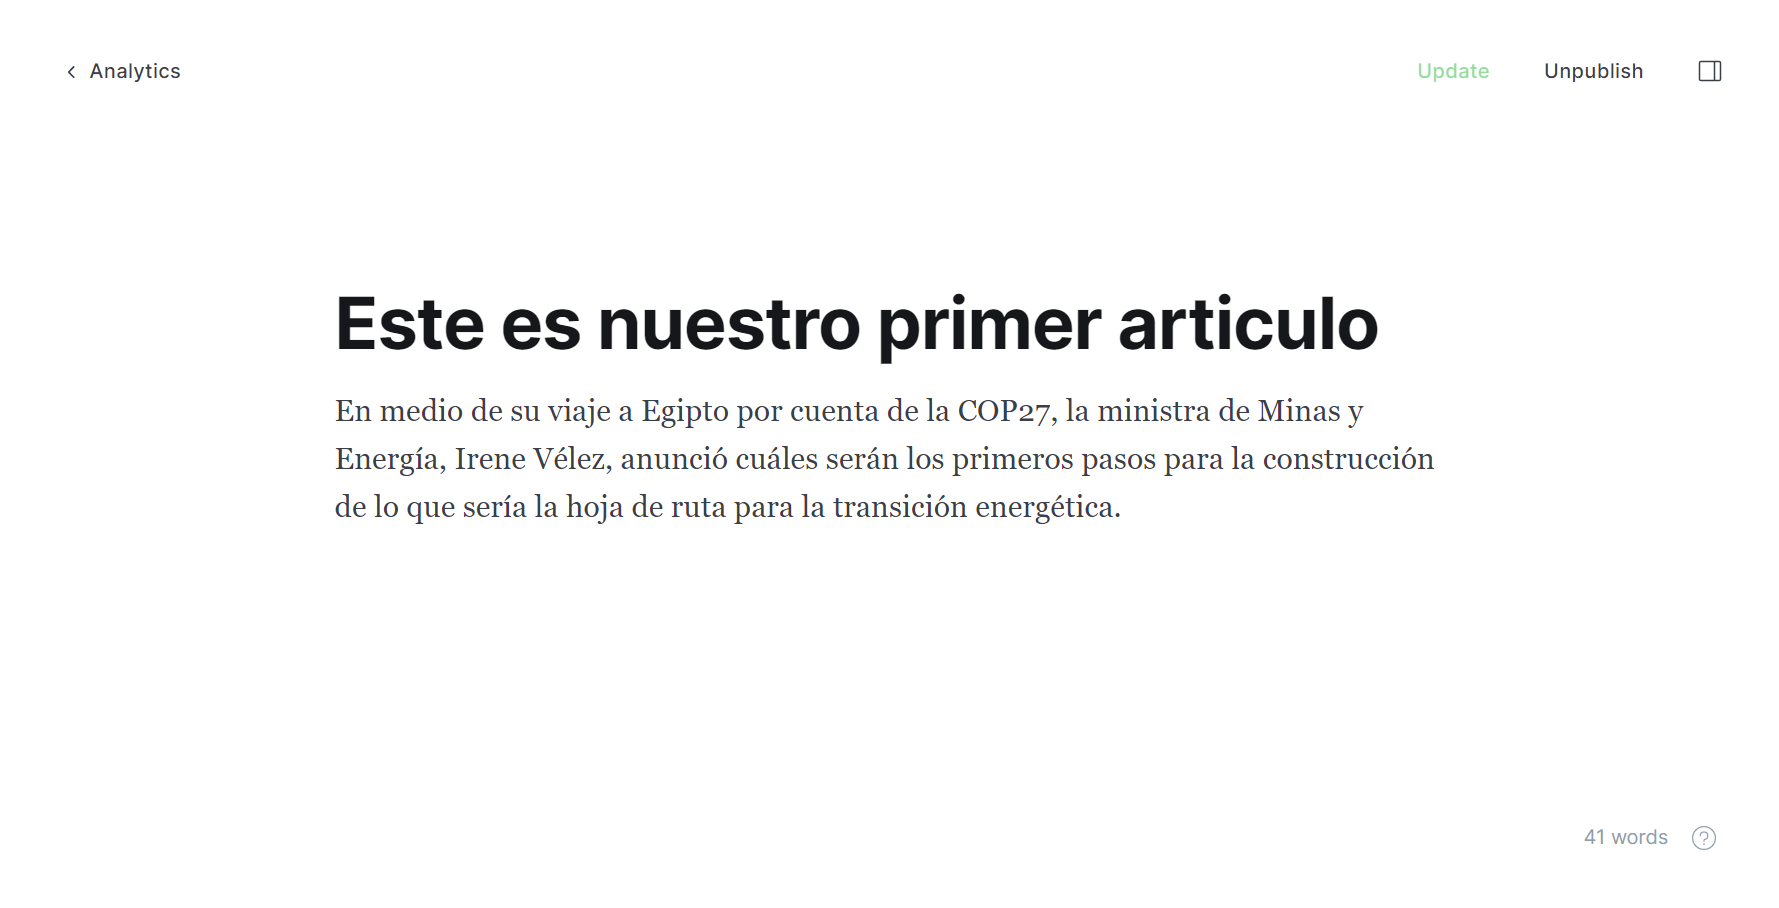 Analytics
Update
Unpublish
Este es nuestro primer articulo
En medio de su viaje a Egipto por cuenta de la COP27, la ministra de Minas y
Energía, Irene Vélez, anunció cuáles serán los primeros pasos para la construcción
de lo que sería la hoja de ruta para la transición energética.
41 words
?